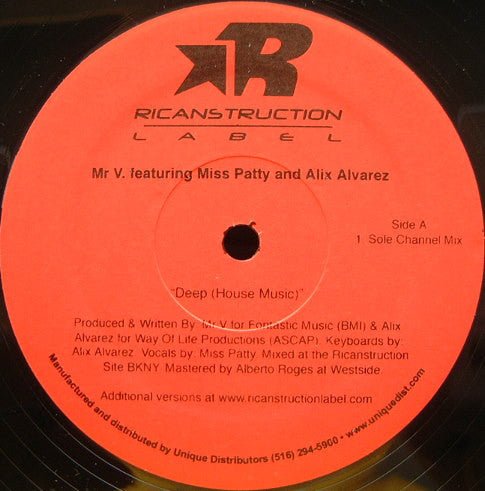 R
RICANSTRUCTION
LABEL
Mr V. featuring Miss Patty and Alix Alvarez
Side A
1 Sole Channel Mix
"Deep (House Music)"
Produced & Written By: Mr V for Fontastic Music (BMI) & Alix
Alvarez for Way Of Life Productions (ASCAP). Keyboards by:
Alix Alvarez. Vocals by: Miss Patty. Mixed at the Ricanstruction
Site BKNY. Mastered by Alberto Roges at Westside.
Additional versions at www.ricanstructionlabel.com
Manufactured and distributed by Unique Distributors (516) 294-5900 • www.uniquedist.com